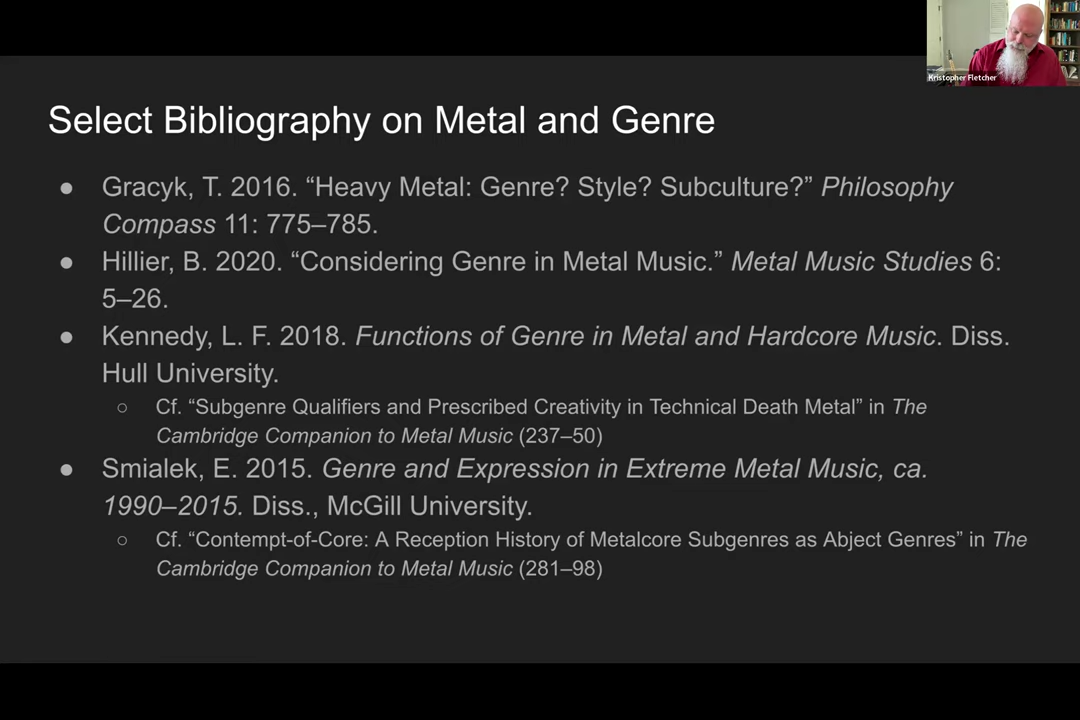 Kristopher Fletcher
Select Bibliography on Metal and Genre
● Gracyk, T. 2016. “Heavy Metal: Genre? Style? Subculture?” Philosophy
Compass 11: 775–785.
● Hillier, B. 2020. “Considering Genre in Metal Music.” Metal Music Studies 6:
5–26.
● Kennedy, L. F. 2018. Functions of Genre in Metal and Hardcore Music. Diss.
Hull University.
○ Cf. “Subgenre Qualifiers and Prescribed Creativity in Technical Death Metal” in The
Cambridge Companion to Metal Music (237–50)
● Smialek, E. 2015. Genre and Expression in Extreme Metal Music, ca.
1990–2015. Diss., McGill University.
○ Cf. “Contempt-of-Core: A Reception History of Metalcore Subgenres as Abject Genres” in The
Cambridge Companion to Metal Music (281–98)